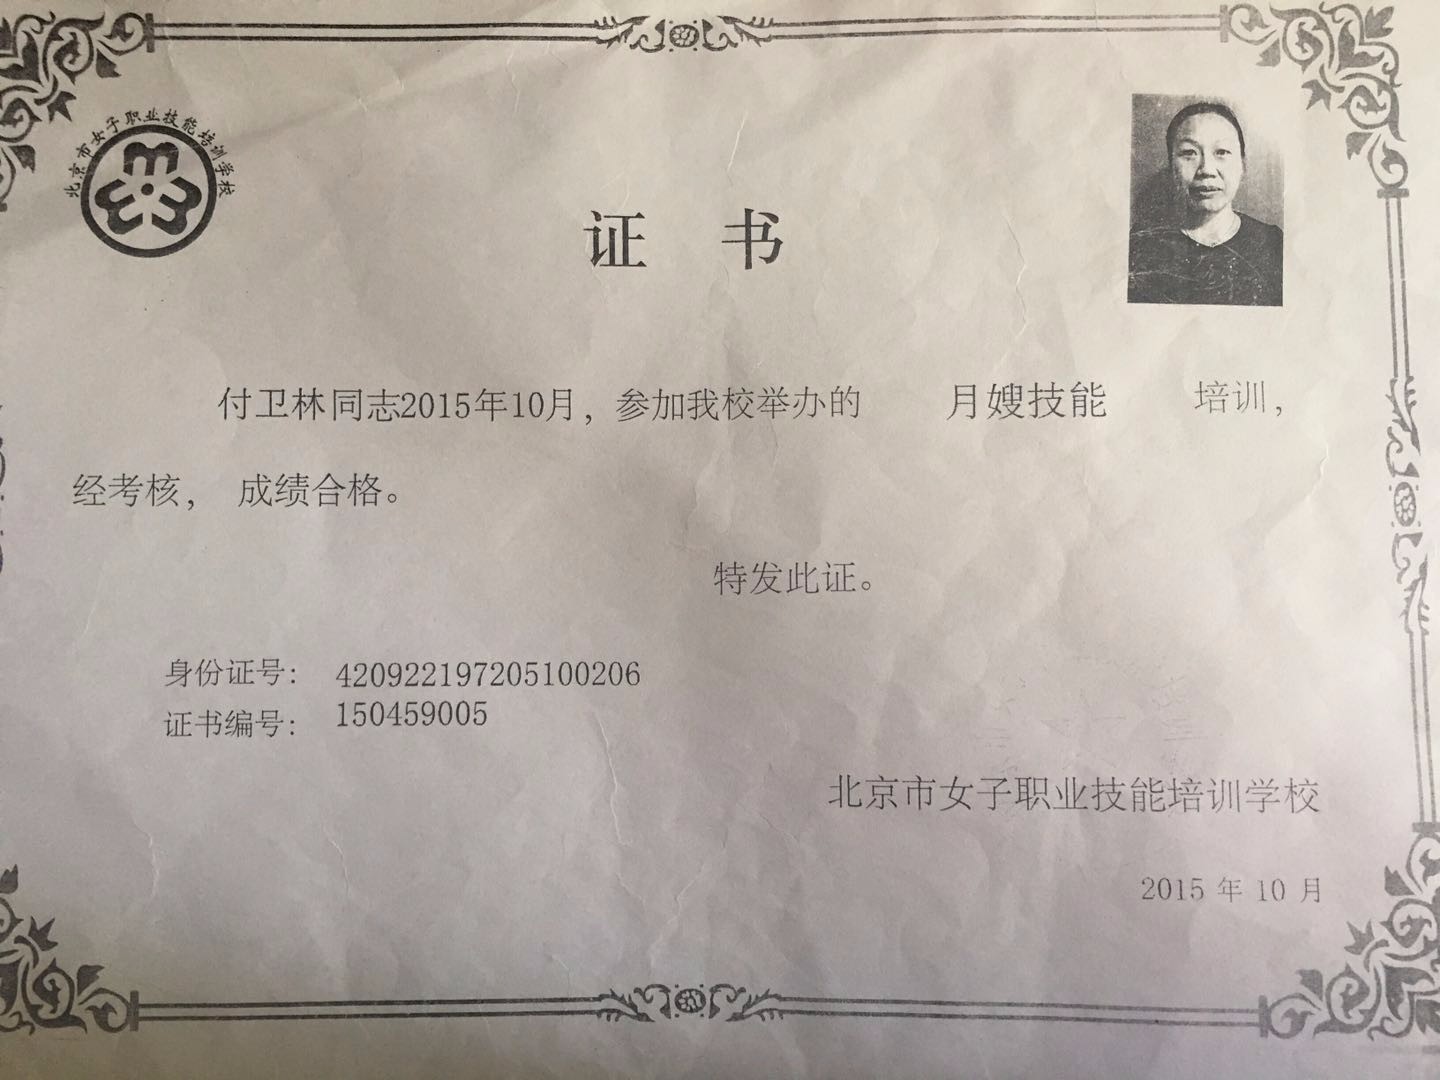 北京市女子职业技能培训学校
证 书
付卫林同志2015年10月，参加我校举办的 月嫂技能 培训，
经考核， 成绩合格。
特发此证。
身份证号： 420922197205100206
证书编号： 150459005
北京市女子职业技能培训学校
2015 年 10 月